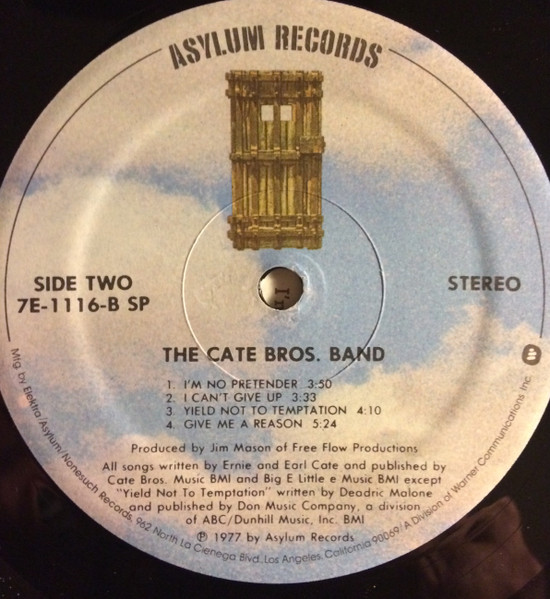 ASYLUM RECORDS
SIDE TWO
7E-1116-B SP
STEREO
THE CATE BROS. BAND
1. I'M NO PRETENDER 3:50
2. I CAN'T GIVE UP 3:33
3. YIELD NOT TO TEMPTATION 4:10
4. GIVE ME A REASON 5:24
Produced by Jim Mason of Free Flow Productions
All songs written by Ernie and Earl Cate and published by
Cate Bros. Music BMI and Big E Little e Music BMI except
"Yield Not To Temptation" written by Deadric Malone
and published by Don Music Company, a division
of ABC/Dunhill Music, Inc. BMI
℗ 1977 by Asylum Records
Mfg. by Elektra/Asylum/Nonesuch Records, 962 North La Cienega Blvd., Los Angeles, California 90069/A Division of Warner Communications Inc.